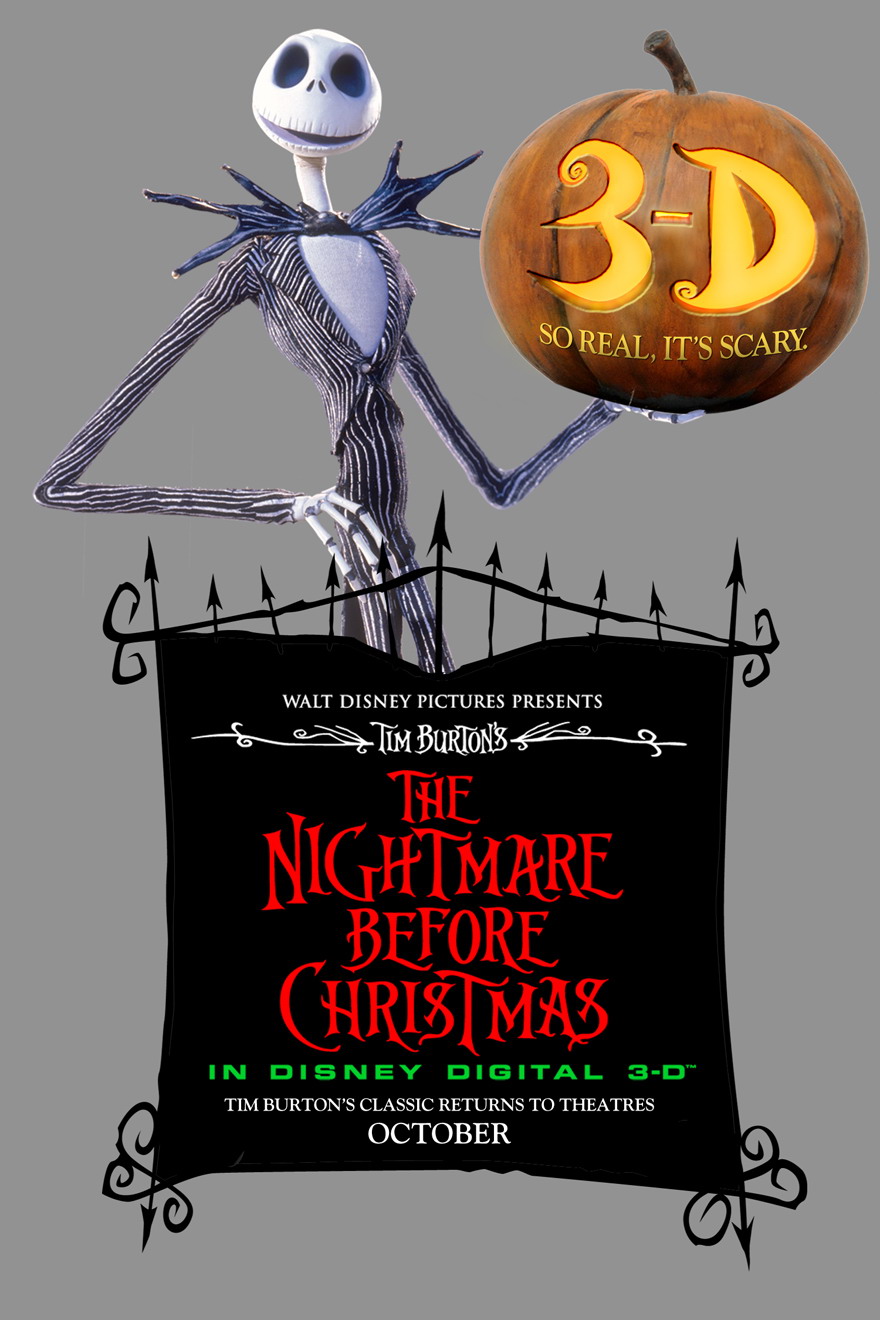 3-D
SO REAL, IT'S SCARY.
WALT DISNEY PICTURES PRESENTS
TIM BURTON'S
THE
NIGHTMARE
BEFORE
CHRISTMAS
IN DISNEY DIGITAL 3-D™
TIM BURTON'S CLASSIC RETURNS TO THEATRES
OCTOBER